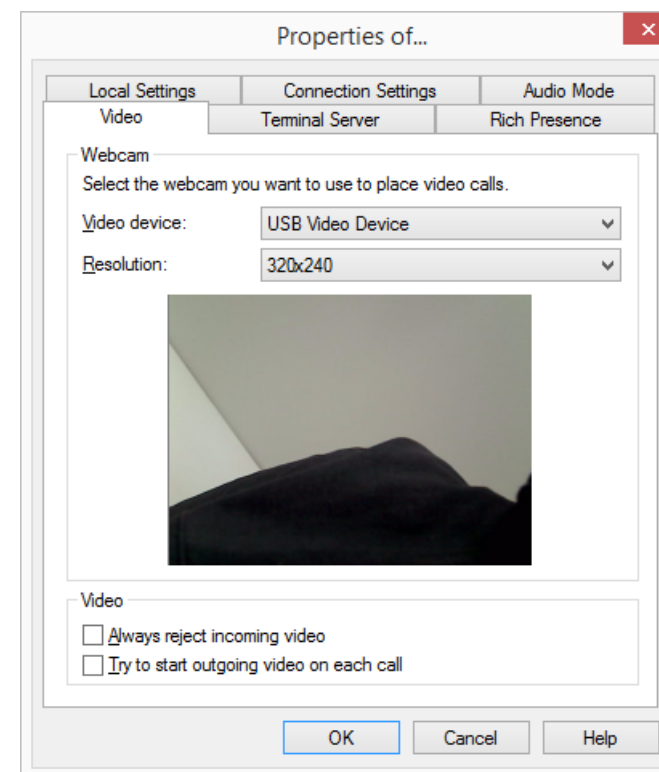 Properties of...
Local Settings Connection Settings Audio Mode
Video Terminal Server Rich Presence
Webcam
Select the webcam you want to use to place video calls.
Video device: USB Video Device
Resolution: 320x240
Video
Always reject incoming video
Try to start outgoing video on each call
OK Cancel Help